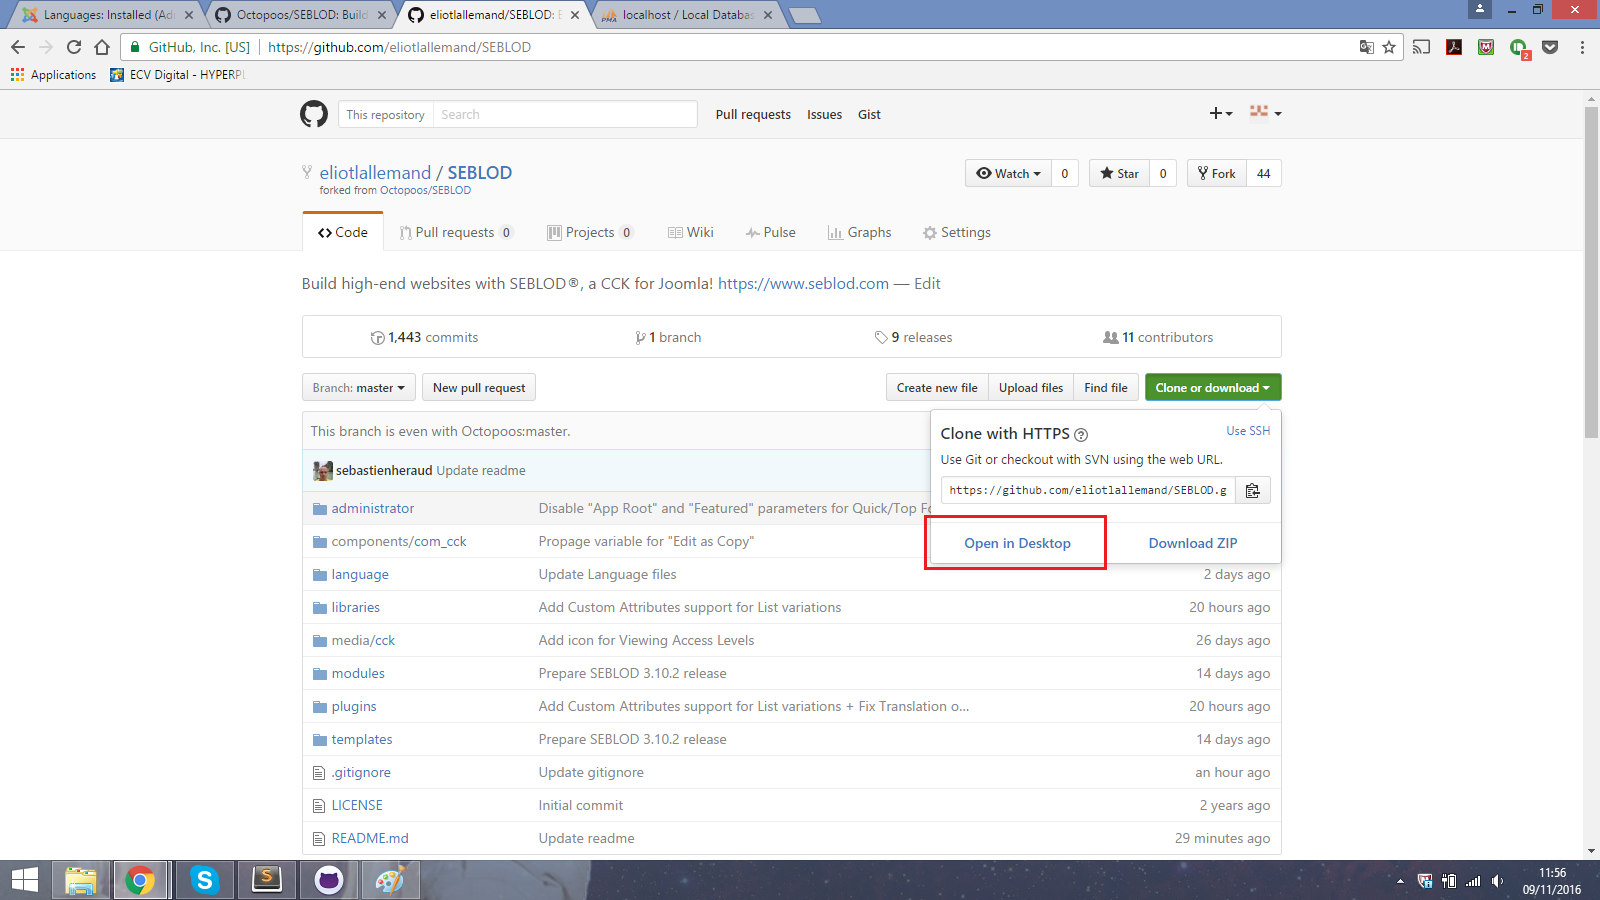 Languages: Installed (Ad
Octopoos/SEBLOD: Build
eliotlallemand/SEBLOD: B
localhost / Local Databas
GitHub, Inc. [US]
https://github.com/eliotlallemand/SEBLOD
2
Applications
ECV Digital - HYPERPL
This repository
Search
Pull requests
Issues
Gist
eliotlallemand / SEBLOD
forked from Octopoos/SEBLOD
Watch
0
Star
0
Fork
44
Code
Pull requests 0
Projects 0
Wiki
Pulse
Graphs
Settings
Build high-end websites with SEBLOD®, a CCK for Joomla! https://www.seblod.com — Edit
1,443 commits
1 branch
9 releases
11 contributors
Branch: master
New pull request
Create new file
Upload files
Find file
Clone or download
This branch is even with Octopoos:master.
Clone with HTTPS
Use SSH
Use Git or checkout with SVN using the web URL.
https://github.com/eliotlallemand/SEBLOD.g
Open in Desktop
Download ZIP
sebastienheraud Update readme
administrator
Disable "App Root" and "Featured" parameters for Quick/Top Fo
components/com_cck
Propage variable for "Edit as Copy"
language
Update Language files
2 days ago
libraries
Add Custom Attributes support for List variations
20 hours ago
media/cck
Add icon for Viewing Access Levels
26 days ago
modules
Prepare SEBLOD 3.10.2 release
14 days ago
plugins
Add Custom Attributes support for List variations + Fix Translation o...
20 hours ago
templates
Prepare SEBLOD 3.10.2 release
14 days ago
.gitignore
Update gitignore
an hour ago
LICENSE
Initial commit
2 years ago
README.md
Update readme
29 minutes ago
11:56
09/11/2016